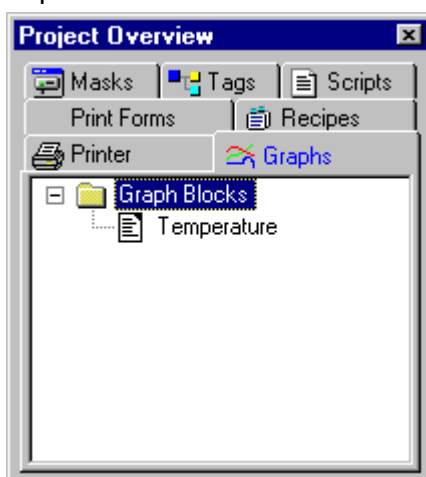 Project Overview
Masks Tags Scripts
Print Forms Recipes
Printer Graphs
Graph Blocks
Temperature